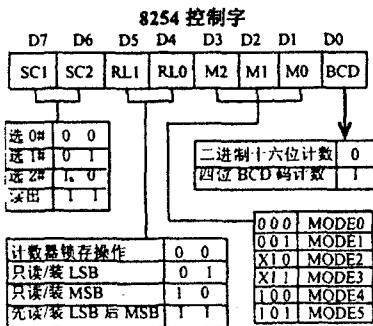 8254 控制字
D7 D6 D5 D4 D3 D2 D1 D0
SC1 SC2 RL1 RL0 M2 M1 M0 BCD
选 0# 0 0
选 1# 0 1
选 2# 1 0
读出 1 1
二进制十六位计数 0
四位 BCD 码计数 1
计数器锁存操作 0 0
只读/装 LSB 0 1
只读/装 MSB 1 0
先读/装 LSB 后 MSB 1 1
000 MODE0
001 MODE1
X10 MODE2
X11 MODE3
100 MODE4
101 MODE5